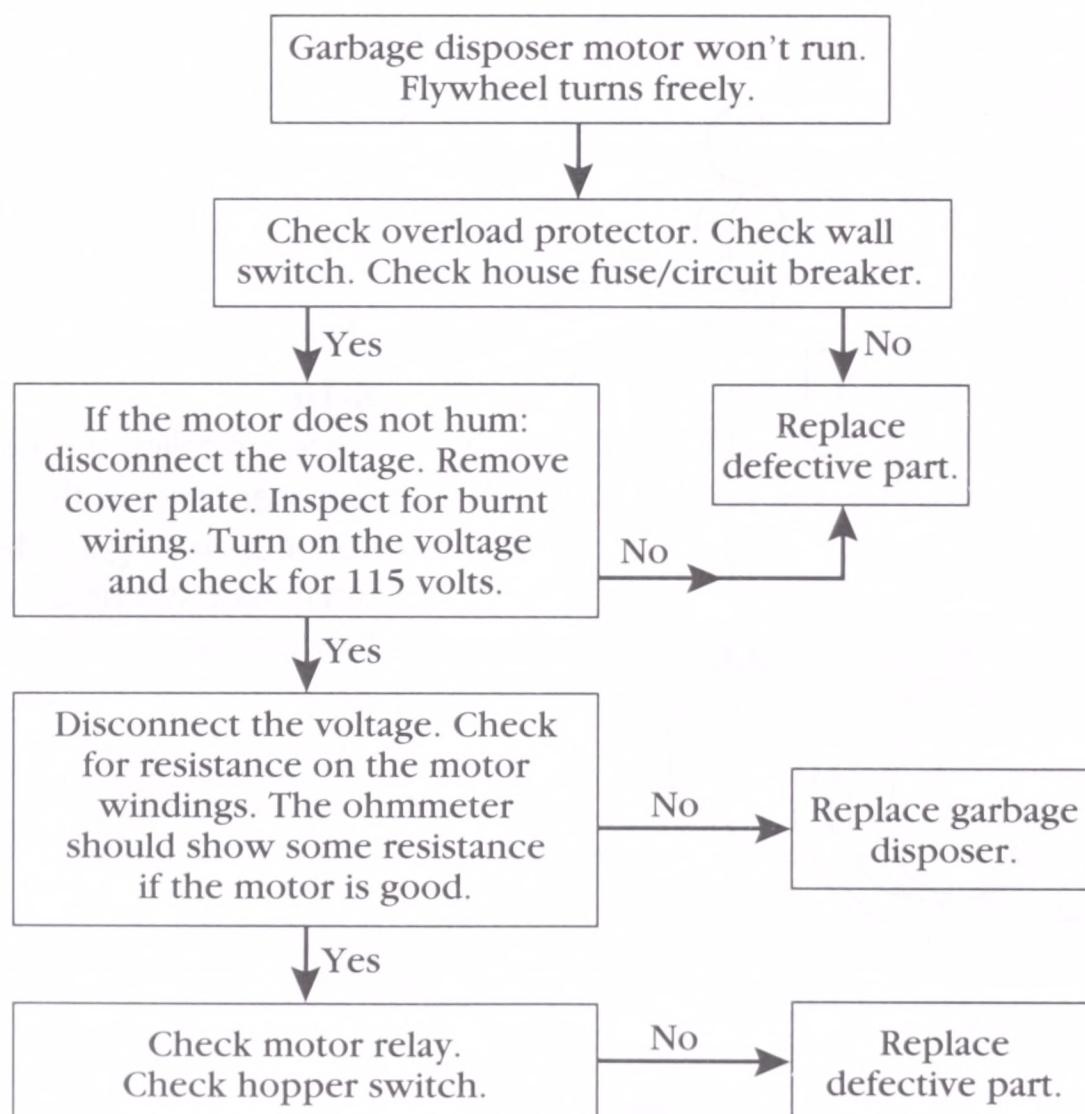 Garbage disposer motor won't run.
Flywheel turns freely.
Check overload protector. Check wall
switch. Check house fuse/circuit breaker.
Yes
No
If the motor does not hum:
disconnect the voltage. Remove
cover plate. Inspect for burnt
wiring. Turn on the voltage
and check for 115 volts.
Replace
defective part.
No
Yes
Disconnect the voltage. Check
for resistance on the motor
windings. The ohmmeter
should show some resistance
if the motor is good.
No
Replace garbage
disposer.
Yes
Check motor relay.
Check hopper switch.
No
Replace
defective part.